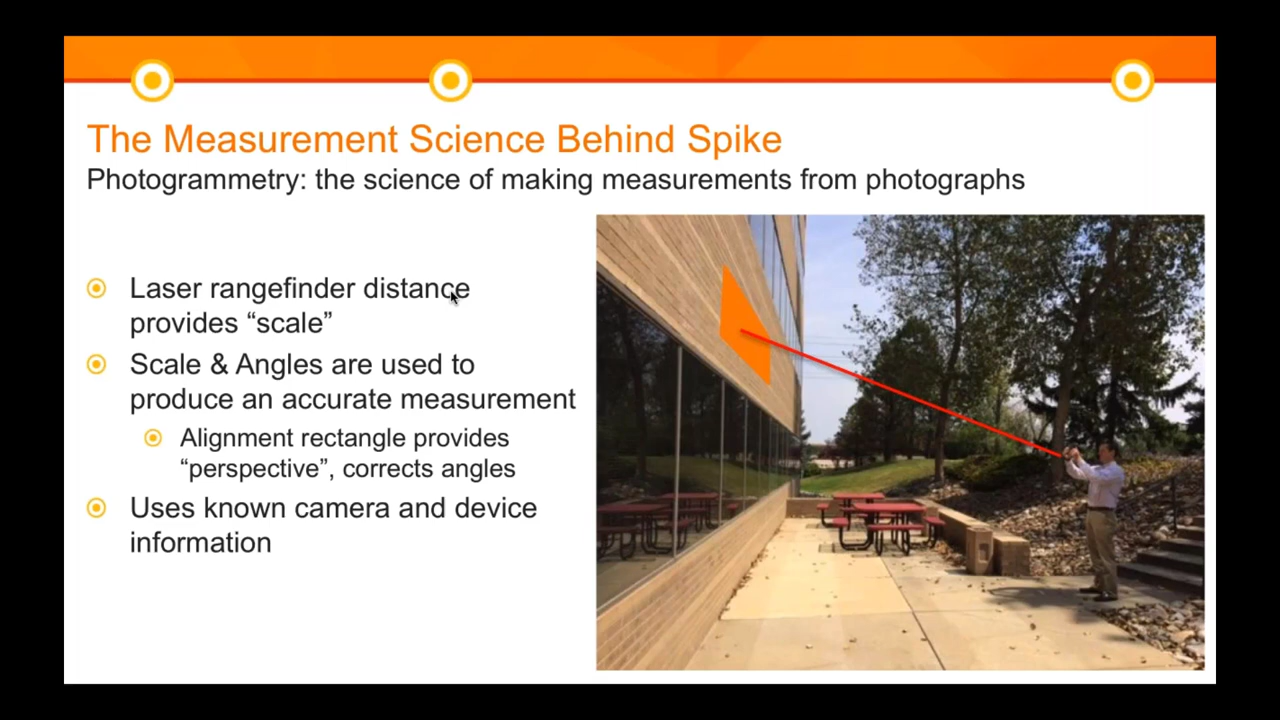 The Measurement Science Behind Spike
Photogrammetry: the science of making measurements from photographs
Laser rangefinder distance
provides “scale”
Scale & Angles are used to
produce an accurate measurement
Alignment rectangle provides
“perspective”, corrects angles
Uses known camera and device
information